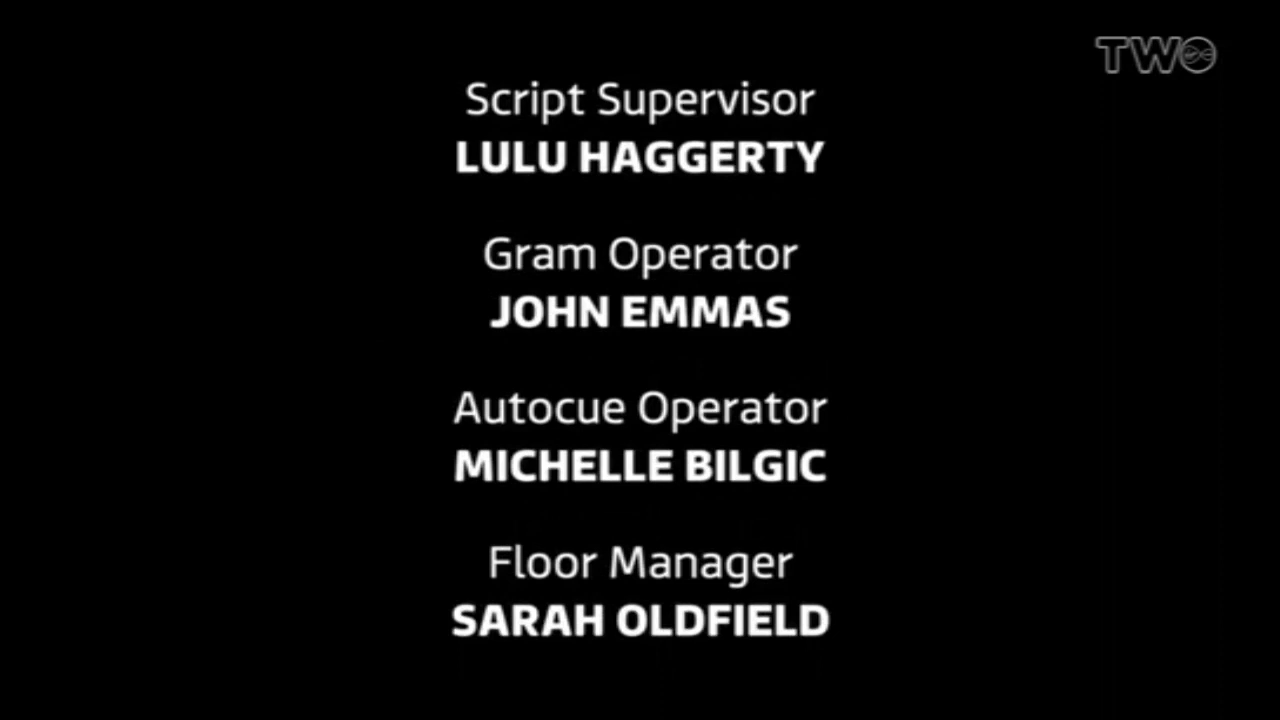 TWO
Script Supervisor
LULU HAGGERTY
Gram Operator
JOHN EMMAS
Autocue Operator
MICHELLE BILGIC
Floor Manager
SARAH OLDFIELD